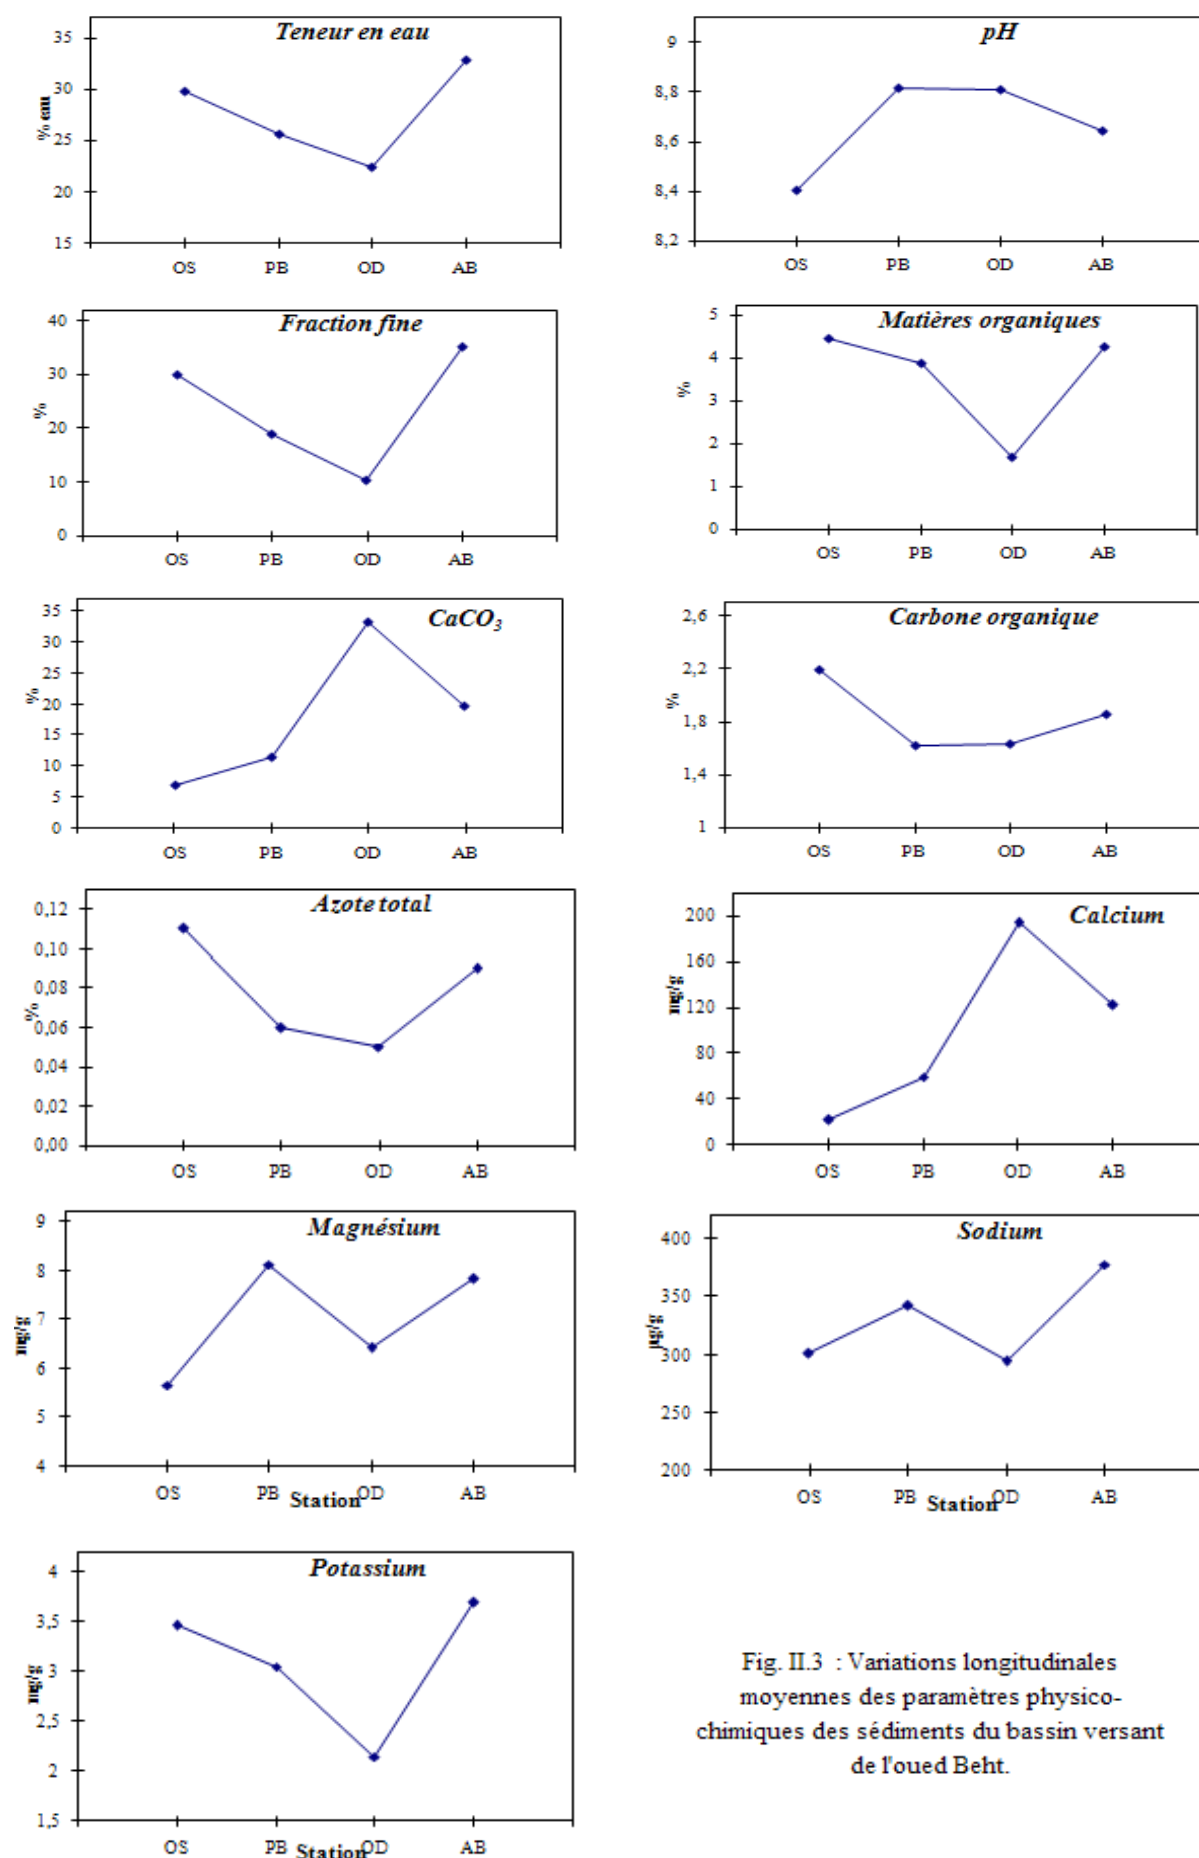 Teneur en eau
% eau
35
30
25
20
15
OS PB OD AB
pH
9
8,8
8,6
8,4
8,2
OS PB OD AB
Fraction fine
%
40
30
20
10
0
OS PB OD AB
Matières organiques
%
5
4
3
2
1
0
OS PB OD AB
CaCO3
%
35
30
25
20
15
10
5
0
OS PB OD AB
Carbone organique
%
2,6
2,2
1,8
1,4
1
OS PB OD AB
Azote total
%
0,12
0,10
0,08
0,06
0,04
0,02
0,00
OS PB OD AB
Calcium
mg/g
200
160
120
80
40
0
OS PB OD AB
Magnésium
mg/g
9
8
7
6
5
4
OS PB OD AB
Station
Sodium
µg/g
400
350
300
250
200
OS PB OD AB
Station
Potassium
mg/g
4
3,5
3
2,5
2
1,5
OS PB OD AB
Station
Fig. II.3 : Variations longitudinales
moyennes des paramètres physico-
chimiques des sédiments du bassin versant
de l'oued Beht.